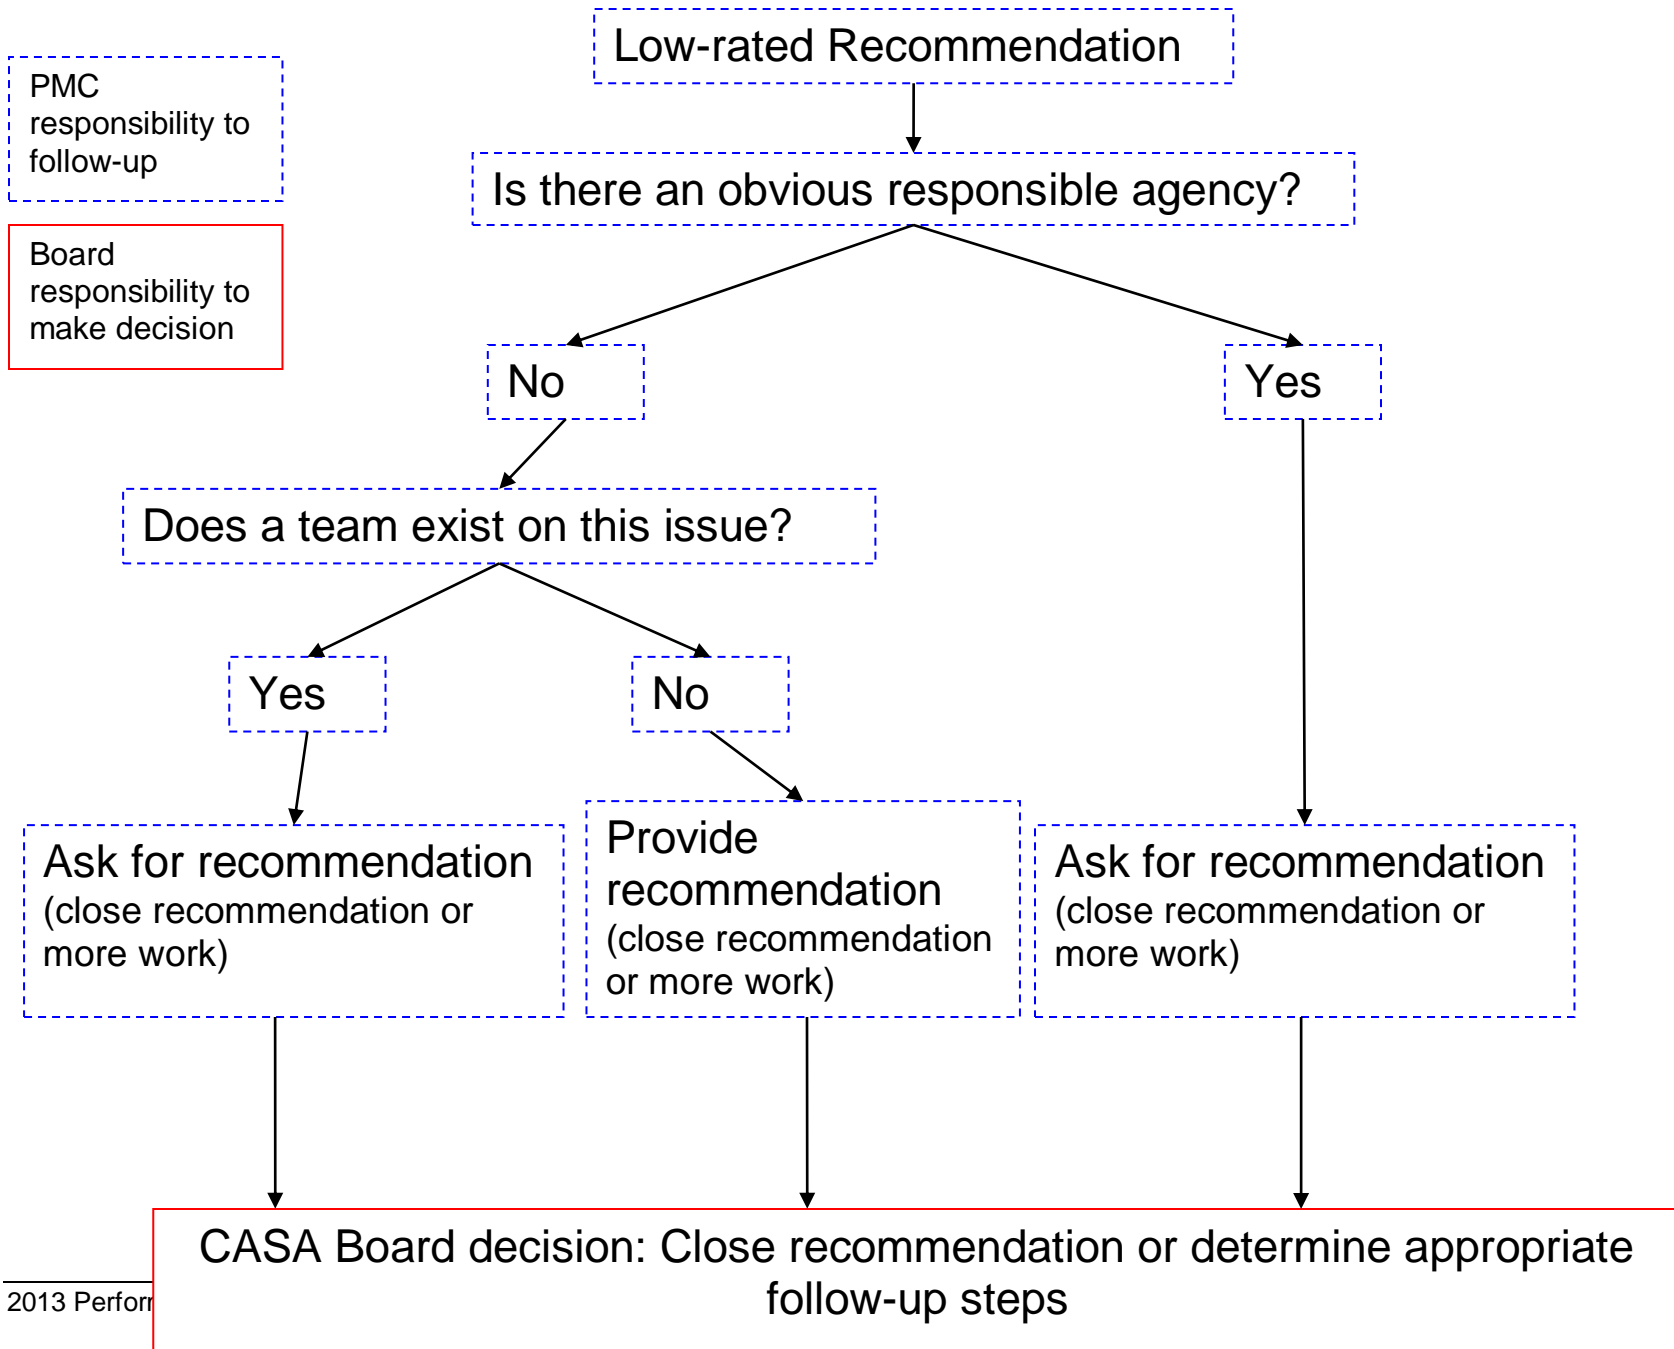 Low-rated Recommendation
PMC
responsibility to
follow-up
Is there an obvious responsible agency?
Board
responsibility to
make decision
No
Yes
Does a team exist on this issue?
Yes
No
Ask for recommendation
(close recommendation or
more work)
Provide
recommendation
(close recommendation
or more work)
Ask for recommendation
(close recommendation or
more work)
CASA Board decision: Close recommendation or determine appropriate
follow-up steps
2013